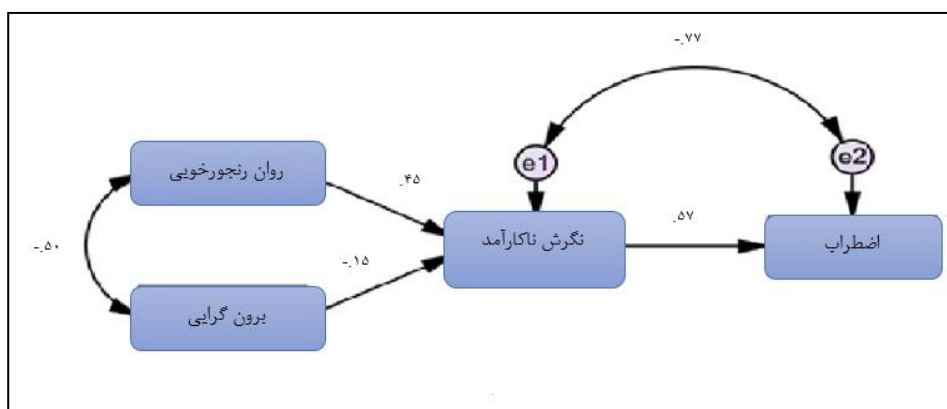 -.۷۷
e1
e2
روان رنجورخویی
.۴۵
.۵۷
نگرش ناکارآمد
اضطراب
-.۵۰
-.۱۵
برون گرایی